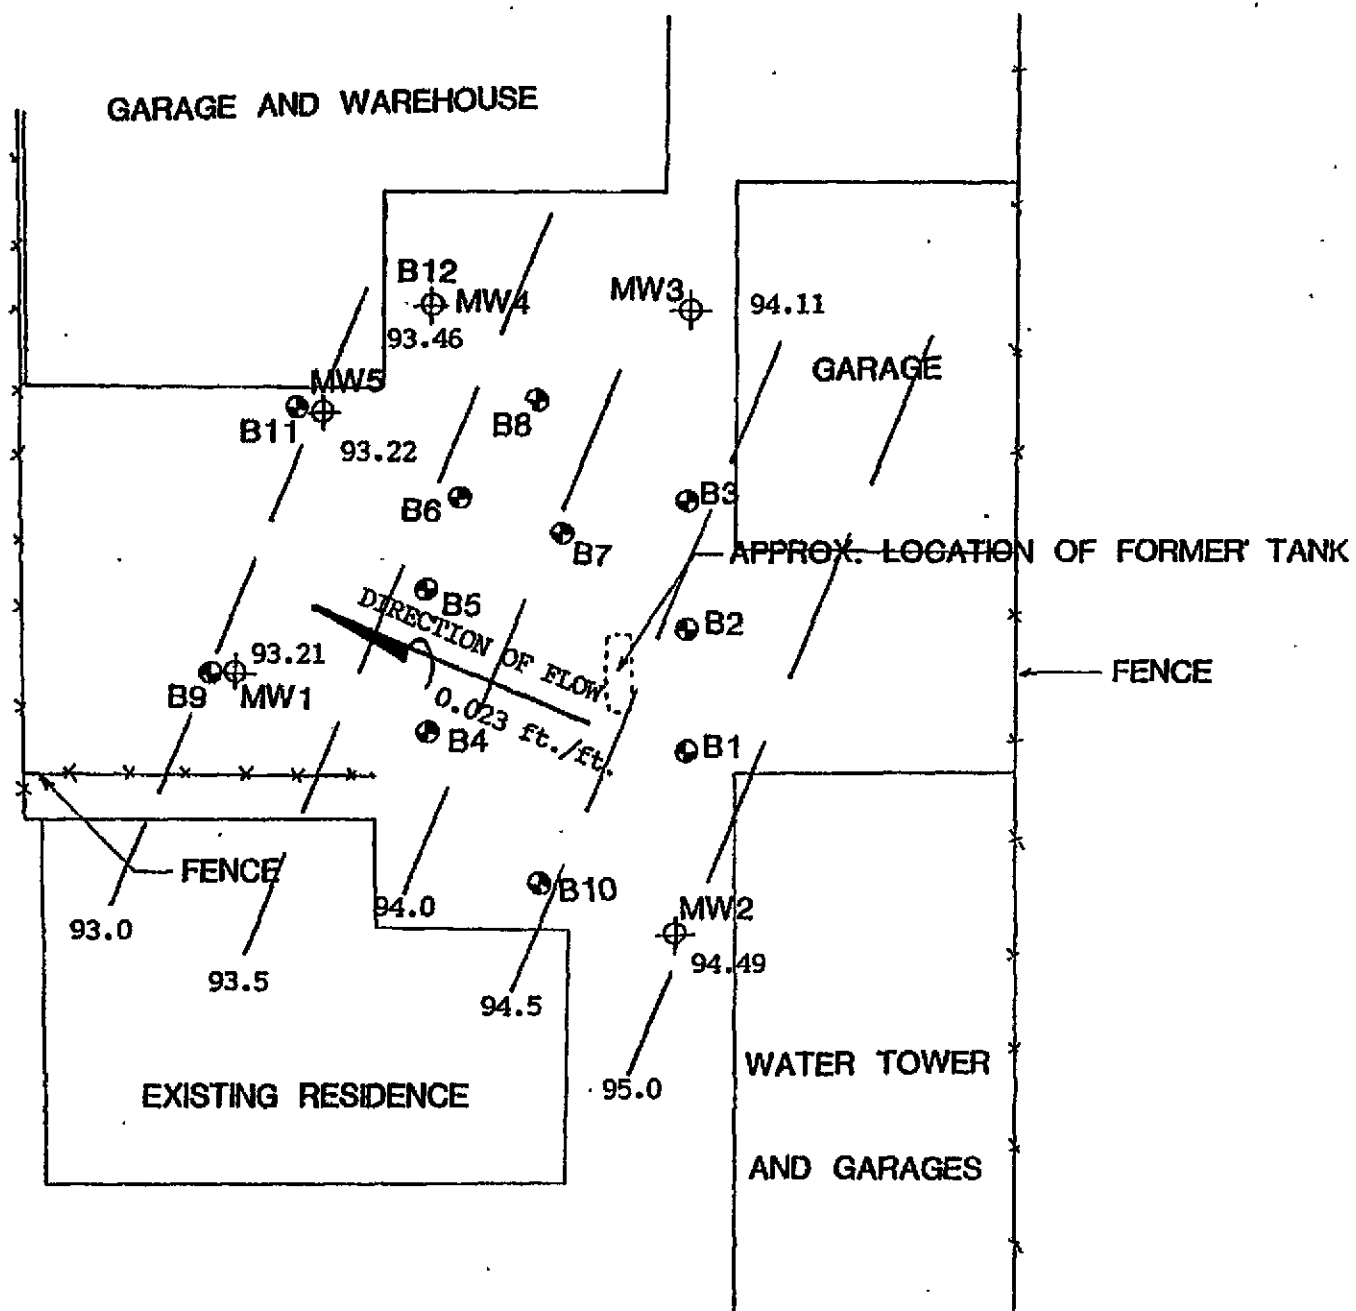 GARAGE AND WAREHOUSE
B12
MW4
93.46
MW3
94.11
GARAGE
MW5
B11
93.22
B8
B6
B7
B3
APPROX. LOCATION OF FORMER TANK
B5
DIRECTION OF FLOW
B2
93.21
B9
MW1
FENCE
0.023 ft./ft.
B4
B1
FENCE
B10
94.0
MW2
93.0
94.49
93.5
94.5
WATER TOWER
EXISTING RESIDENCE
95.0
AND GARAGES